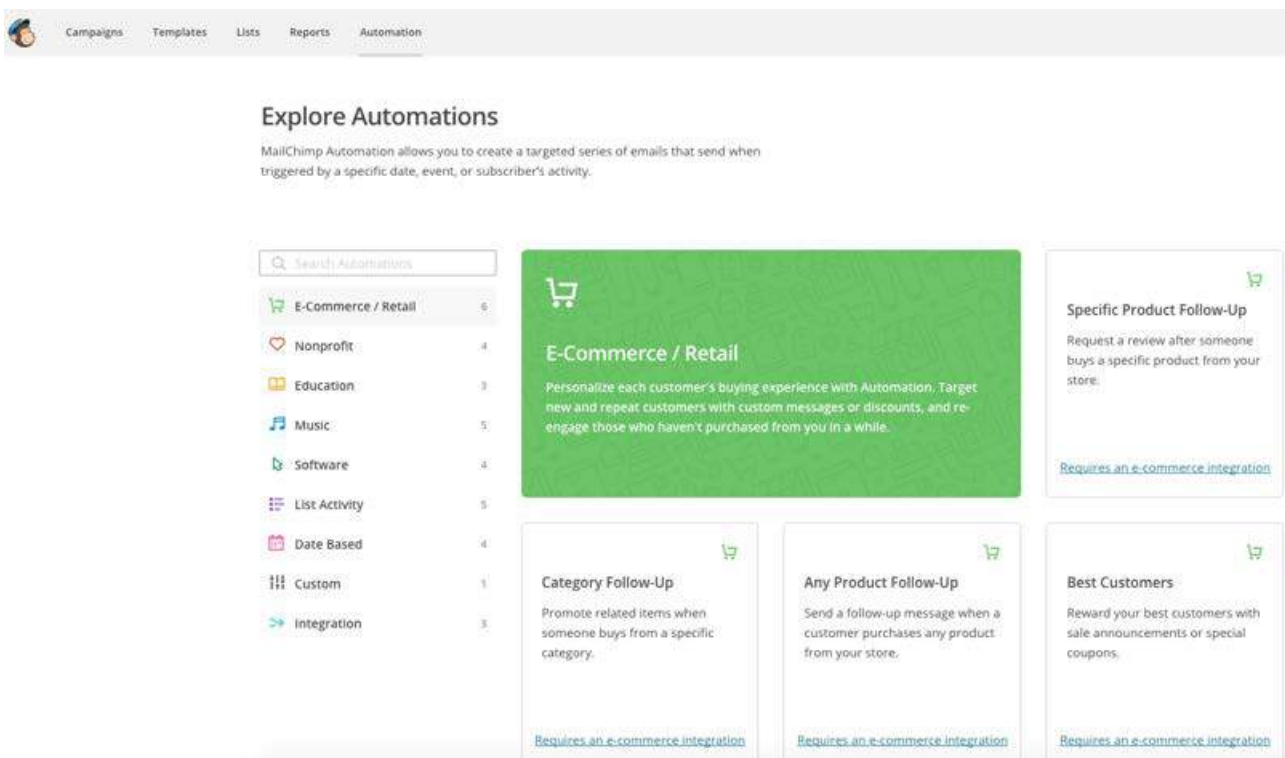 Campaigns Templates Lists Reports Automation
Explore Automations
MailChimp Automation allows you to create a targeted series of emails that send when
triggered by a specific date, event, or subscriber's activity.
Search Automations
E-Commerce / Retail 6
Nonprofit 4
Education 3
Music 5
Software 4
List Activity 5
Date Based 4
Custom 1
Integration 3
E-Commerce / Retail
Personalize each customer's buying experience with Automation. Target
new and repeat customers with custom messages or discounts, and re-
engage those who haven't purchased from you in a while.
Specific Product Follow-Up
Request a review after someone
buys a specific product from your
store.
Requires an e-commerce integration
Category Follow-Up
Promote related items when
someone buys from a specific
category.
Requires an e-commerce integration
Any Product Follow-Up
Send a follow-up message when a
customer purchases any product
from your store.
Requires an e-commerce integration
Best Customers
Reward your best customers with
sale announcements or special
coupons.
Requires an e-commerce integration